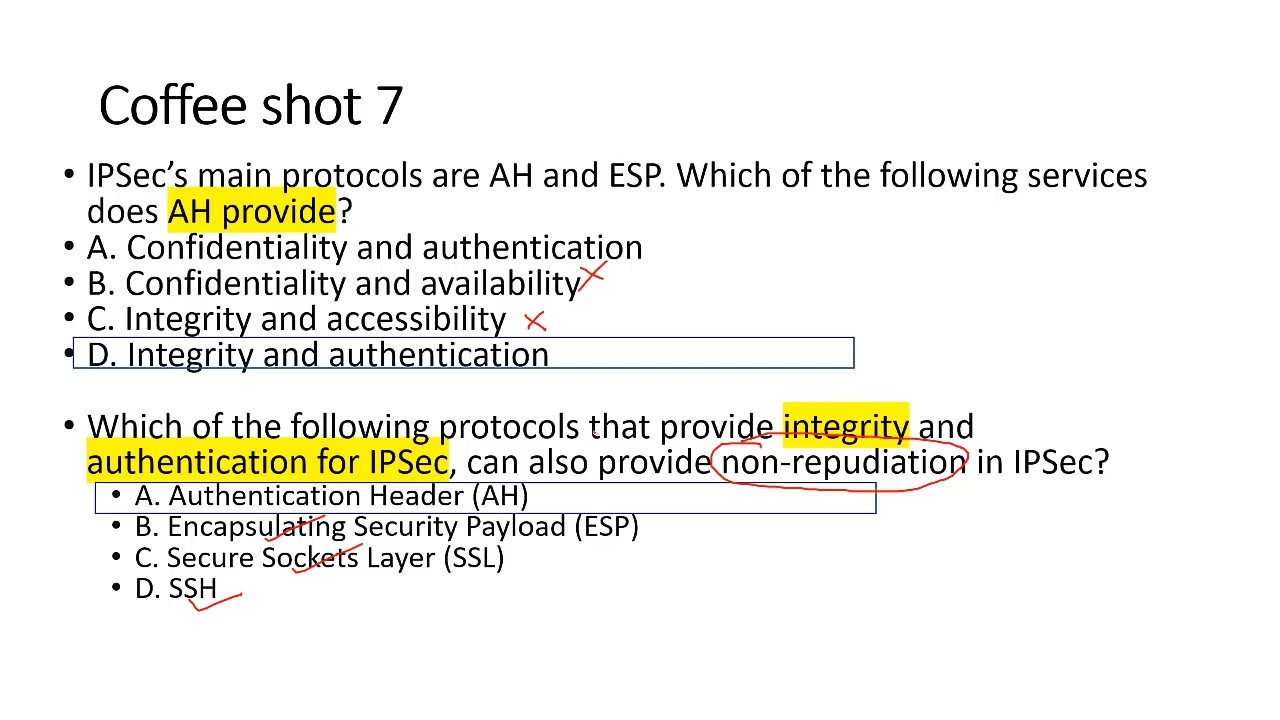 Coffee shot 7
• IPSec’s main protocols are AH and ESP. Which of the following services
does AH provide?
• A. Confidentiality and authentication
• B. Confidentiality and availability
• C. Integrity and accessibility
• D. Integrity and authentication
• Which of the following protocols that provide integrity and
authentication for IPSec, can also provide non-repudiation in IPSec?
• A. Authentication Header (AH)
• B. Encapsulating Security Payload (ESP)
• C. Secure Sockets Layer (SSL)
• D. SSH